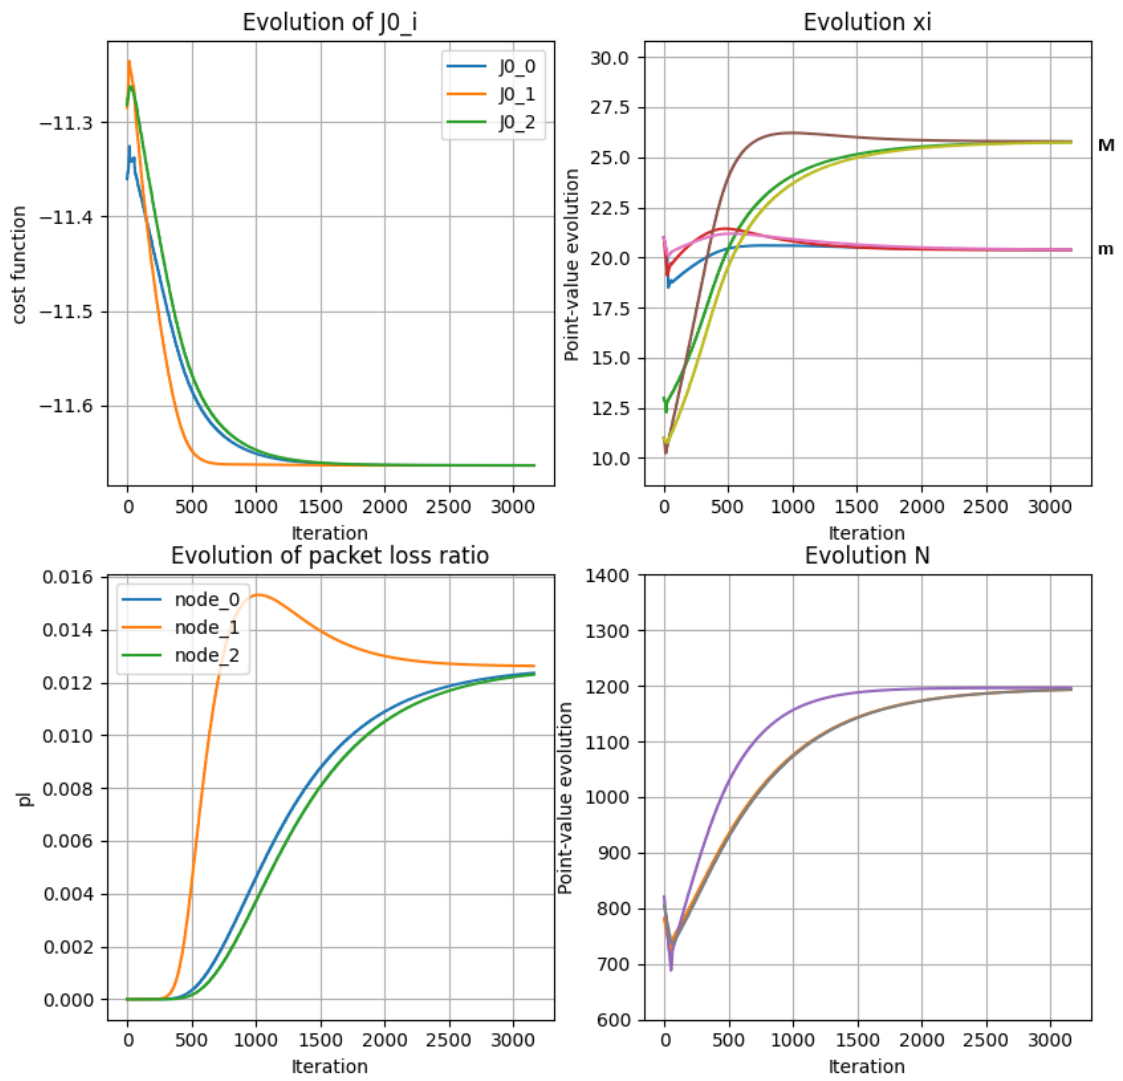 Evolution of J0_i
cost function
−11.3
−11.4
−11.5
−11.6
J0_0
J0_1
J0_2
0 500 1000 1500 2000 2500 3000
Iteration
Evolution xi
Point-value evolution
30.0
27.5
25.0
22.5
20.0
17.5
15.0
12.5
10.0
M
m
0 500 1000 1500 2000 2500 3000
Iteration
Evolution of packet loss ratio
pl
0.016
0.014
0.012
0.010
0.008
0.006
0.004
0.002
0.000
node_0
node_1
node_2
0 500 1000 1500 2000 2500 3000
Iteration
Evolution N
Point-value evolution
1400
1300
1200
1100
1000
900
800
700
600
0 500 1000 1500 2000 2500 3000
Iteration